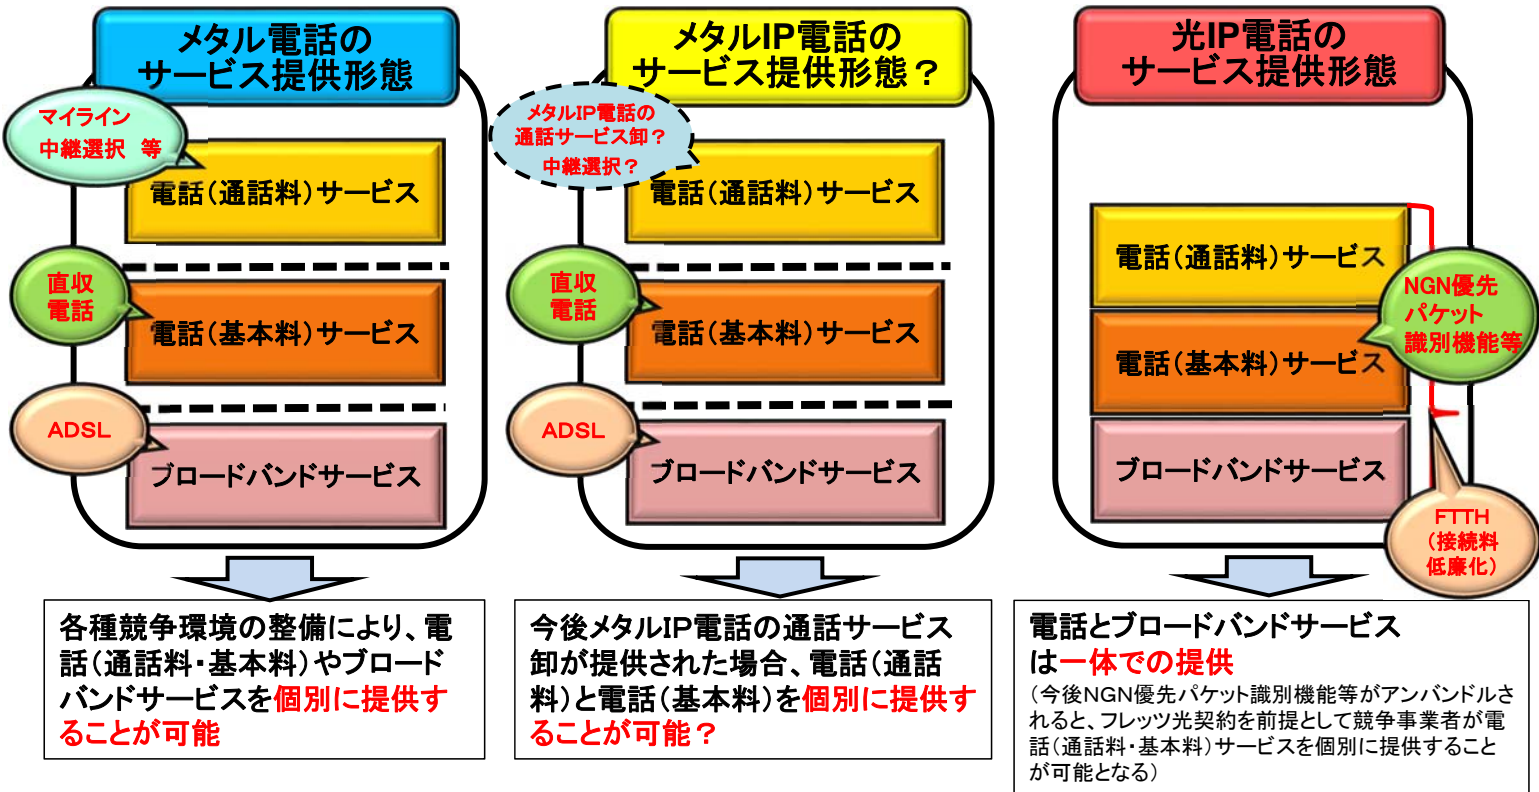 メタル電話の
サービス提供形態
マイライン
中継選択　等
電話（通話料）サービス
直収
電話
電話（基本料）サービス
ADSL
ブロードバンドサービス
各種競争環境の整備により、電
話（通話料・基本料）やブロード
バンドサービスを個別に提供す
ることが可能
メタルIP電話の
サービス提供形態？
メタルIP電話の
通話サービス卸？
中継選択？
電話（通話料）サービス
直収
電話
電話（基本料）サービス
ADSL
ブロードバンドサービス
今後メタルIP電話の通話サービス
卸が提供された場合、電話（通話
料）と電話（基本料）を個別に提供す
ることが可能？
光IP電話の
サービス提供形態
電話（通話料）サービス
NGN優先
パケット
識別機能等
電話（基本料）サービス
ブロードバンドサービス
FTTH
（接続料
低廉化）
電話とブロードバンドサービス
は一体での提供
（今後NGN優先パケット識別機能等がアンバンドルさ
れると、フレッツ光契約を前提として競争事業者が電
話（通話料・基本料）サービスを個別に提供すること
が可能となる）